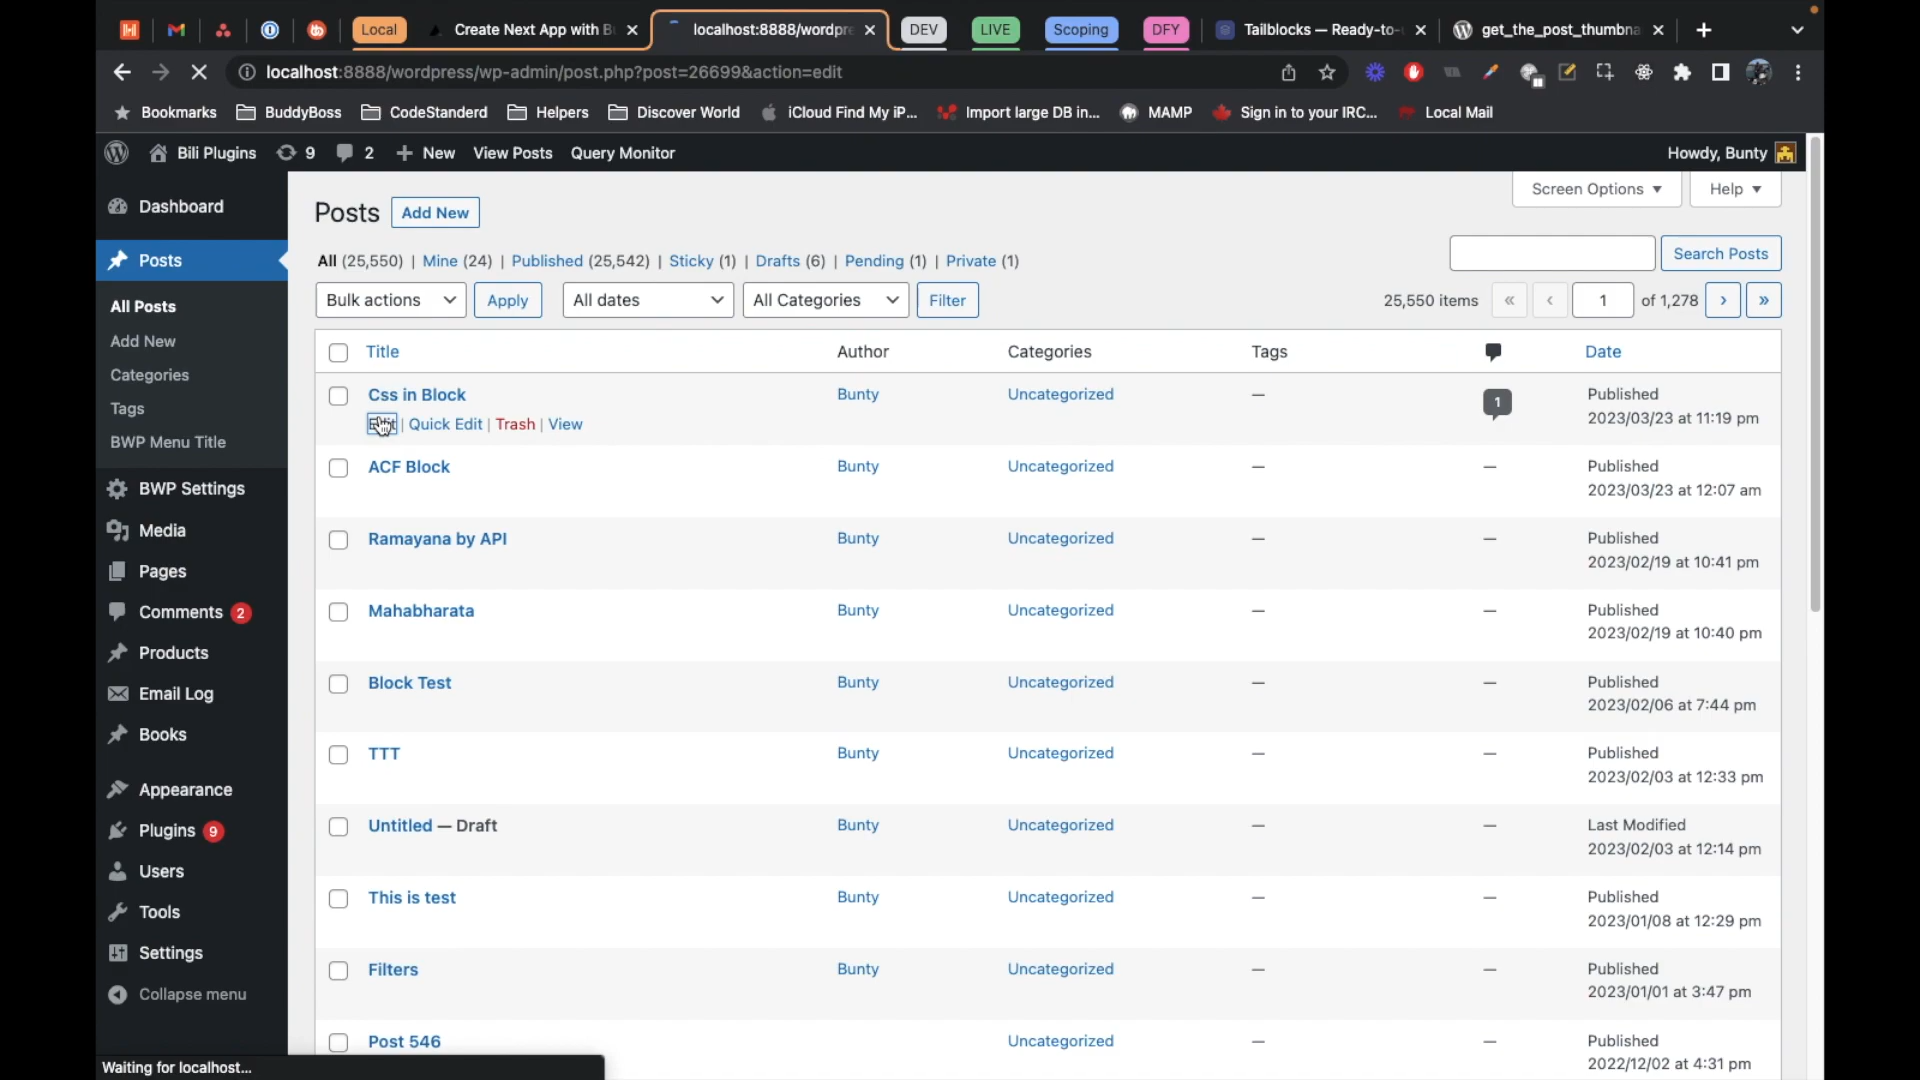 Local
Create Next App with B
localhost:8888/wordpre
DEV
LIVE
Scoping
DFY
Tailblocks — Ready-to-
get_the_post_thumbna
localhost:8888/wordpress/wp-admin/post.php?post=26699&action=edit
Bookmarks
BuddyBoss
CodeStanderd
Helpers
Discover World
iCloud Find My iP...
Import large DB in...
MAMP
Sign in to your IRC...
Local Mail
Bili Plugins
9
2
New
View Posts
Query Monitor
Howdy, Bunty
Dashboard
Posts
All Posts
Add New
Categories
Tags
BWP Menu Title
BWP Settings
Media
Pages
Comments 2
Products
Email Log
Books
Appearance
Plugins 9
Users
Tools
Settings
Collapse menu
Screen Options
Help
Posts
Add New
All (25,550) | Mine (24) | Published (25,542) | Sticky (1) | Drafts (6) | Pending (1) | Private (1)
Search Posts
Bulk actions
Apply
All dates
All Categories
Filter
25,550 items « ‹ 1 of 1,278 › »
Title Author Categories Tags Date
Css in Block Bunty Uncategorized — 1 Published
Quick Edit | Trash | View 2023/03/23 at 11:19 pm
ACF Block Bunty Uncategorized — — Published
2023/03/23 at 12:07 am
Ramayana by API Bunty Uncategorized — — Published
2023/02/19 at 10:41 pm
Mahabharata Bunty Uncategorized — — Published
2023/02/19 at 10:40 pm
Block Test Bunty Uncategorized — — Published
2023/02/06 at 7:44 pm
TTT Bunty Uncategorized — — Published
2023/02/03 at 12:33 pm
Untitled — Draft Bunty Uncategorized — — Last Modified
2023/02/03 at 12:14 pm
This is test Bunty Uncategorized — — Published
2023/01/08 at 12:29 pm
Filters Bunty Uncategorized — — Published
2023/01/01 at 3:47 pm
Post 546 Uncategorized — — Published
2022/12/02 at 4:31 pm
Waiting for localhost...